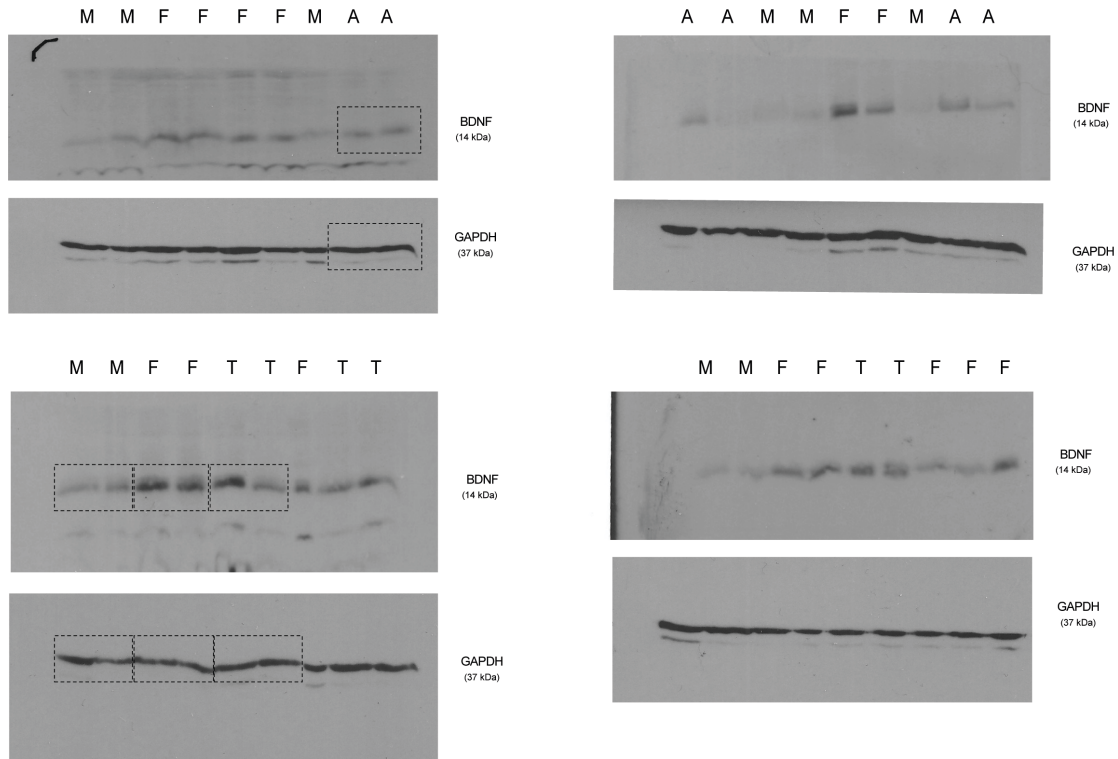 M M F F F F M A A
BDNF
(14 kDa)
GAPDH
(37 kDa)
A A M M F F M A A
BDNF
(14 kDa)
GAPDH
(37 kDa)
M M F F T T F T T
BDNF
(14 kDa)
GAPDH
(37 kDa)
M M F F T T F F F
BDNF
(14 kDa)
GAPDH
(37 kDa)